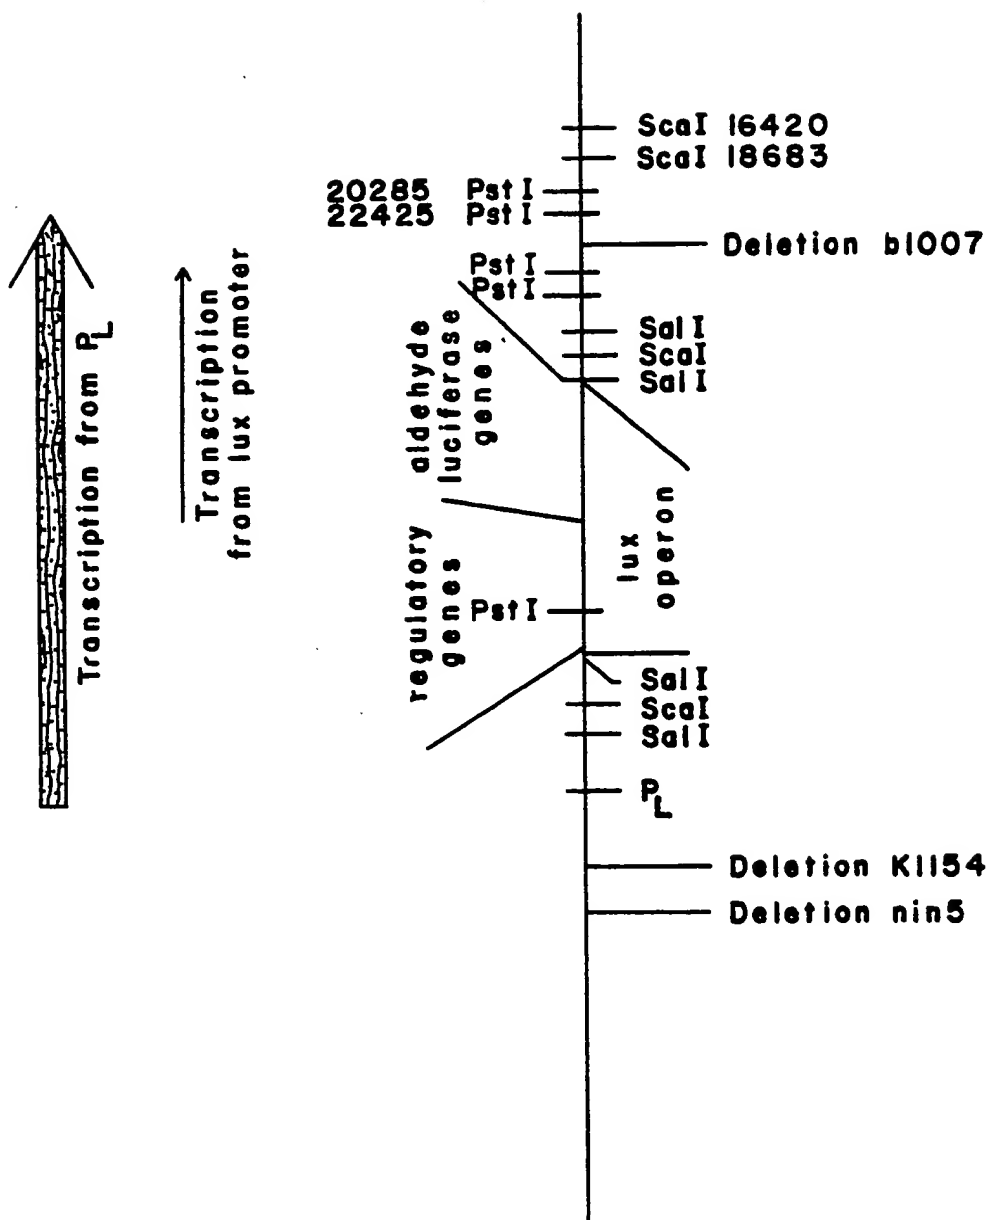 ScaI 16420
ScaI 18683
20285 PstI
22425 PstI
Deletion b1007
PstI
PstI
SalI
ScaI
SalI
Transcription from PL
Transcription
from lux promoter
aldehyde
luciferase
genes
lux
operon
regulatory
genes
PstI
SalI
ScaI
SalI
PL
Deletion K1154
Deletion nin5